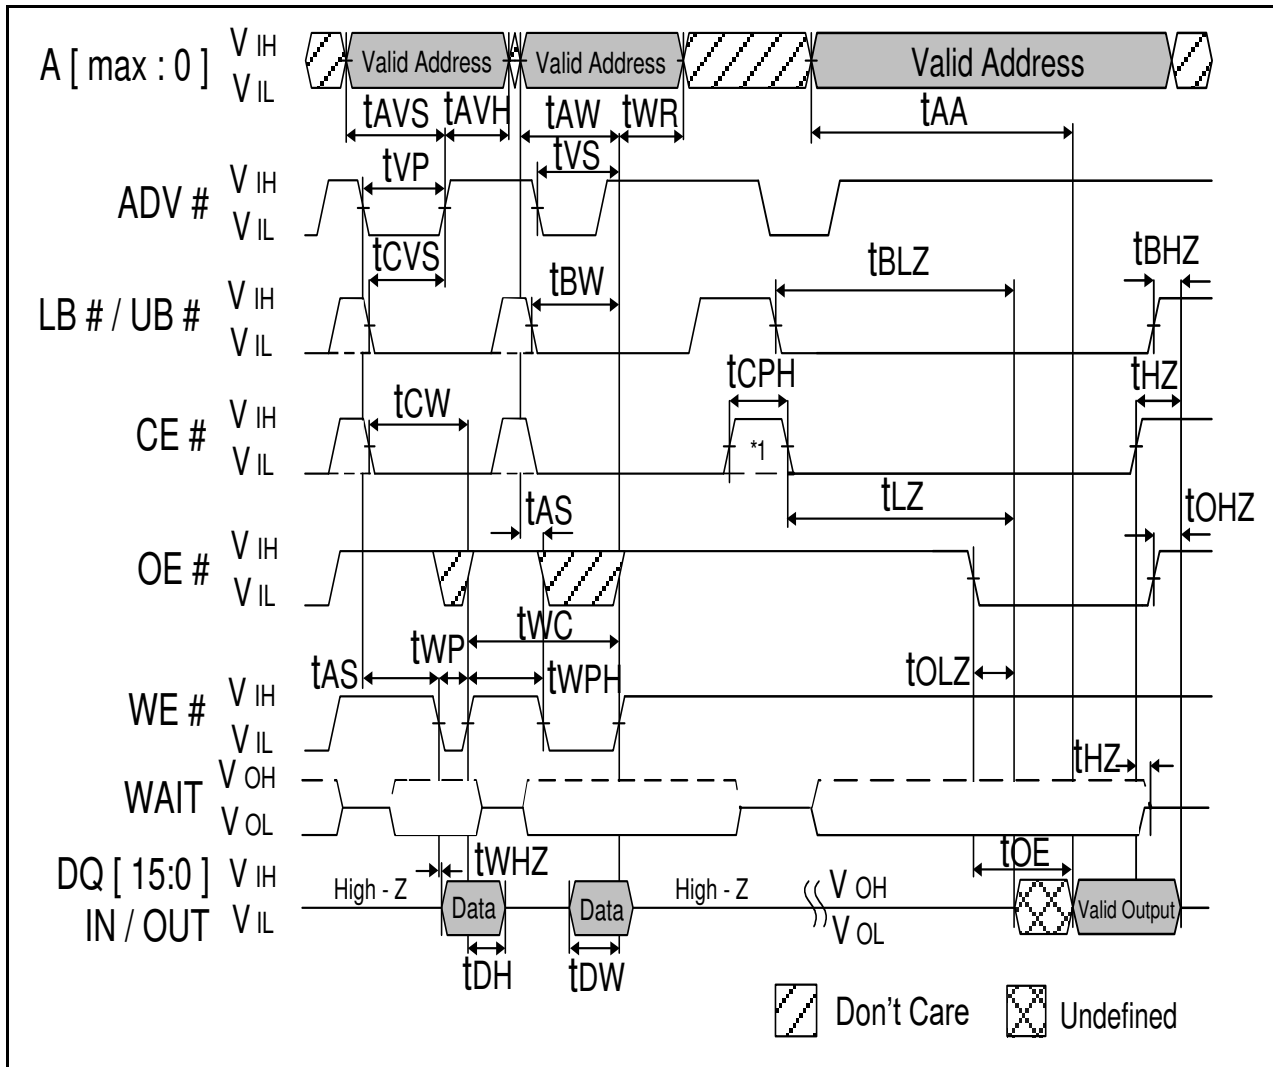 A [ max : 0 ] V IH V IL
Valid Address Valid Address Valid Address
tAVS tAVH tAW tWR tAA
ADV # V IH V IL
tVP tVS
tCVS tBW tBLZ tBHZ
LB # / UB # V IH V IL
tCPH tHZ
CE # V IH V IL
tCW *1
tAS tLZ tOHZ
OE # V IH V IL
tWC
tAS tWP tWPH tOLZ
WE # V IH V IL
tHZ
WAIT V OH V OL
tWHZ tOE
DQ [ 15:0 ] IN / OUT V IH V IL
High - Z Data Data High - Z V OH V OL Valid Output
tDH tDW
Don't Care Undefined